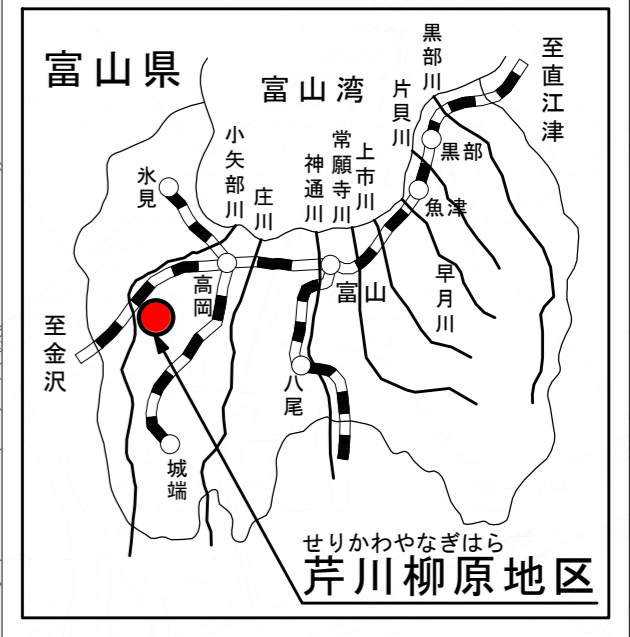 富山県
富山湾
黒部川
至直江津
片貝川
上市川
常願寺川
神通川
庄川
小矢部川
氷見
黒部
魚津
早月川
富山
高岡
至金沢
八尾
城端
せりかわやなぎはら
芹川柳原地区